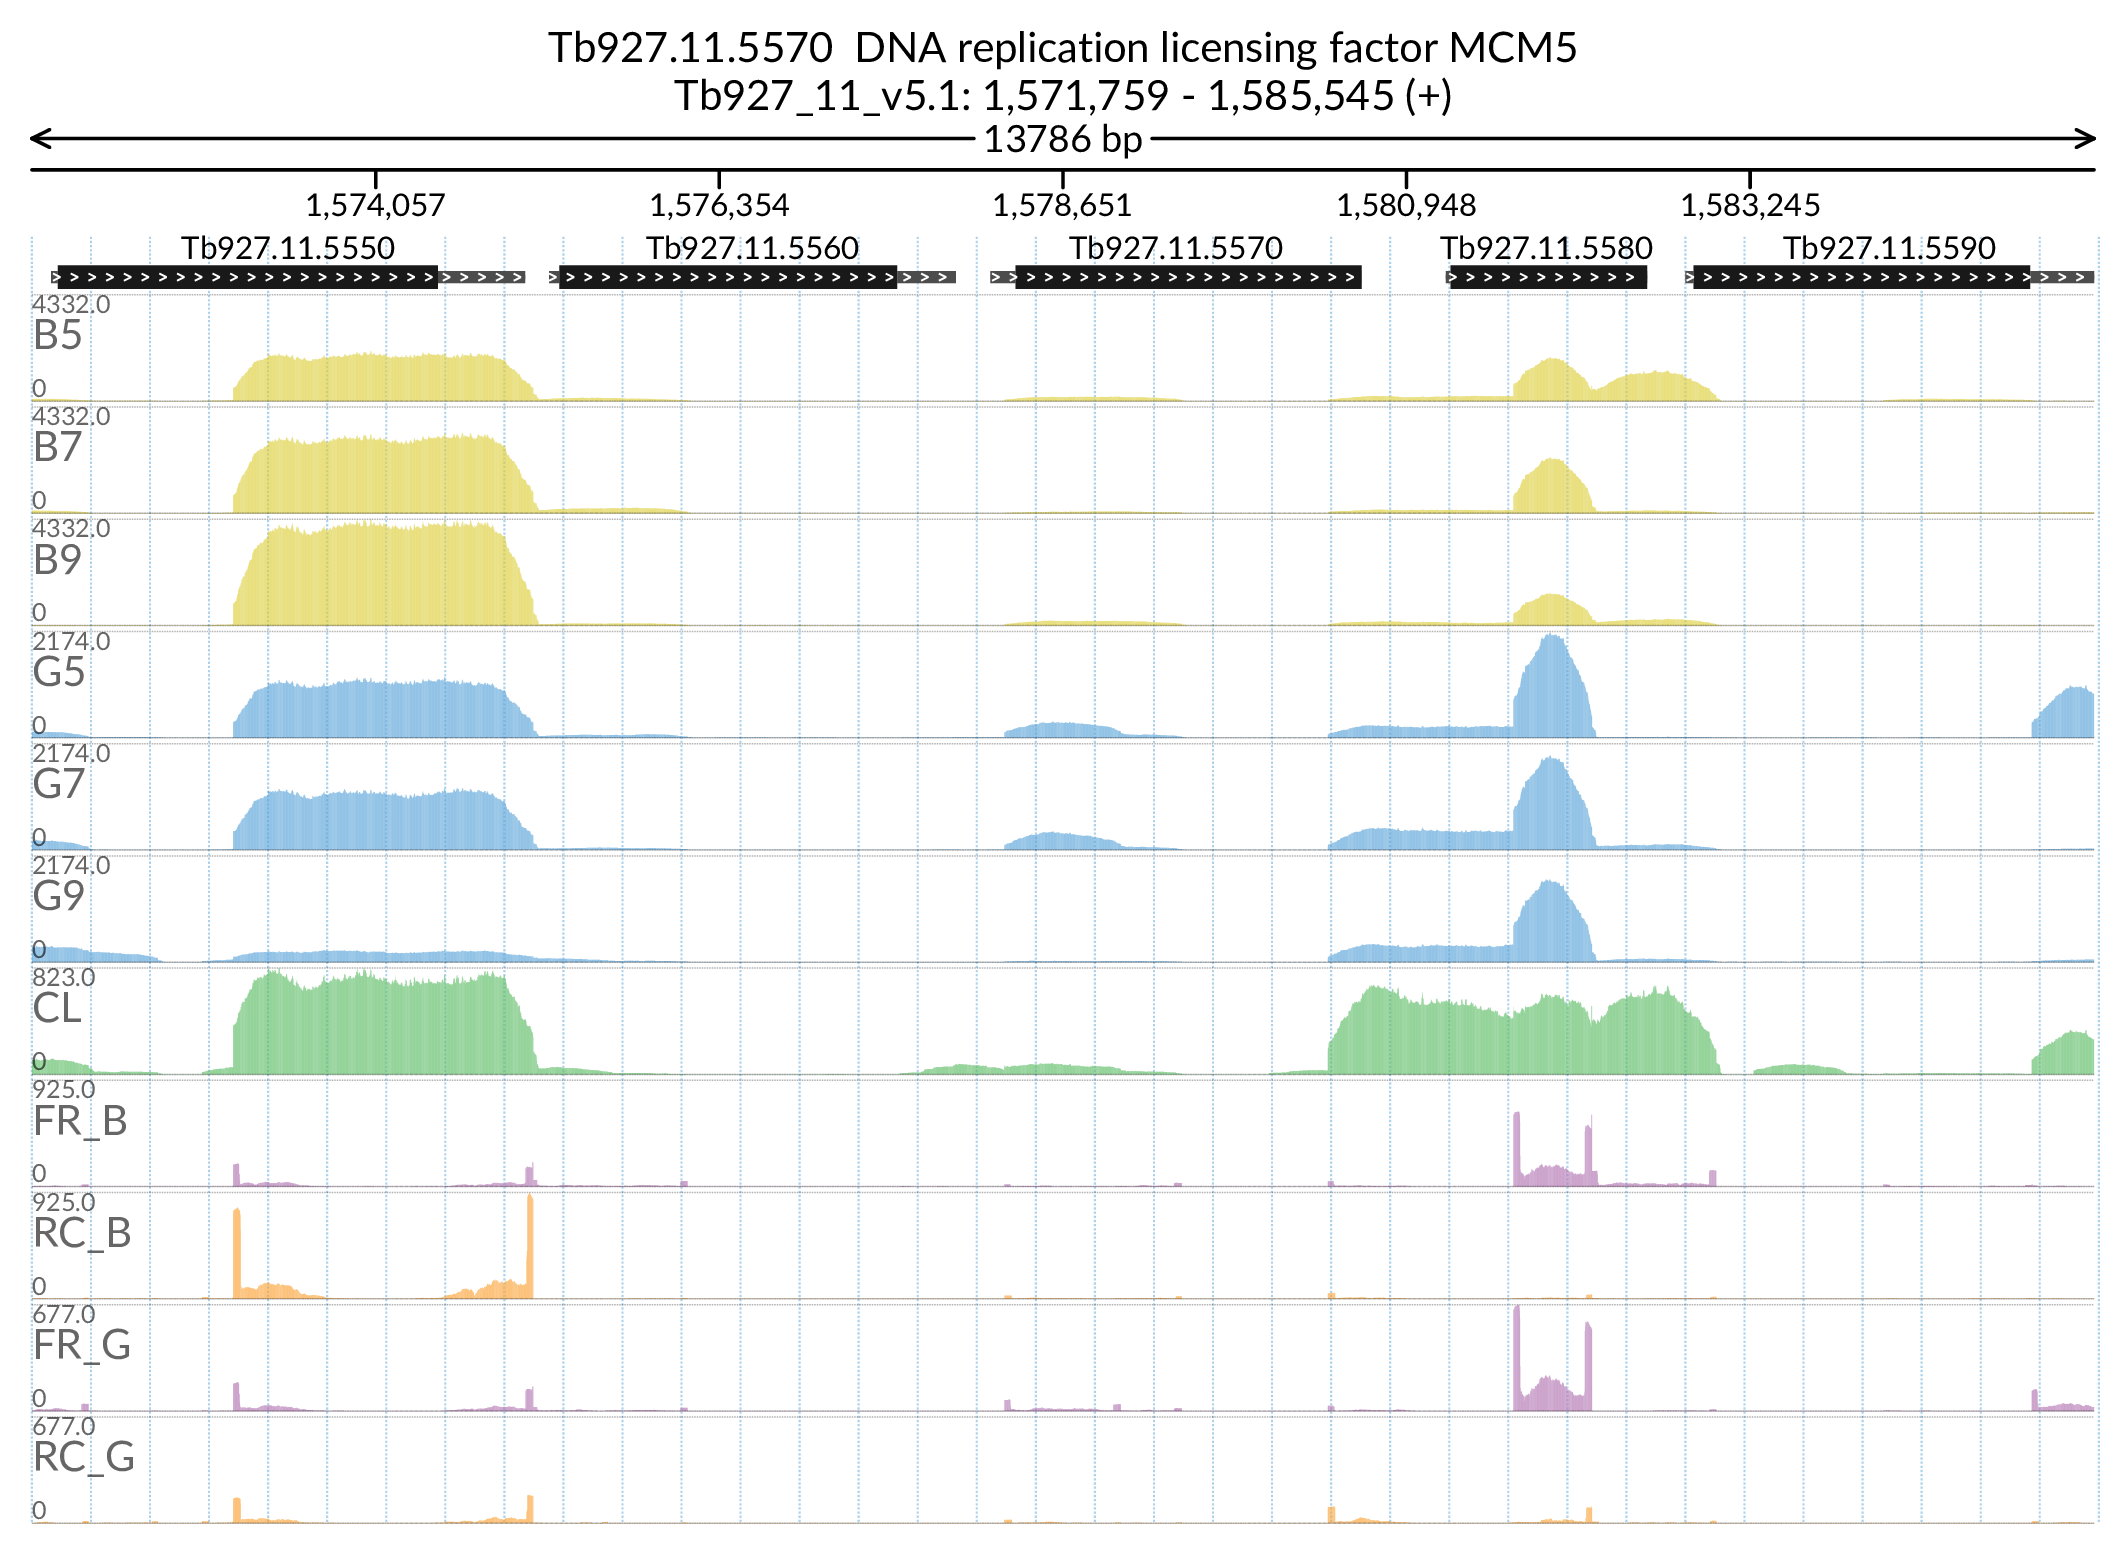 Tb927.11.5570  DNA replication licensing factor MCM5
Tb927_11_v5.1: 1,571,759 - 1,585,545 (+)
13786 bp
1,574,057 1,576,354 1,578,651 1,580,948 1,583,245
Tb927.11.5550 Tb927.11.5560 Tb927.11.5570 Tb927.11.5580 Tb927.11.5590
4332.0
B5
0
4332.0
B7
0
4332.0
B9
0
2174.0
G5
0
2174.0
G7
0
2174.0
G9
0
823.0
CL
0
925.0
FR_B
0
925.0
RC_B
0
677.0
FR_G
0
677.0
RC_G
0